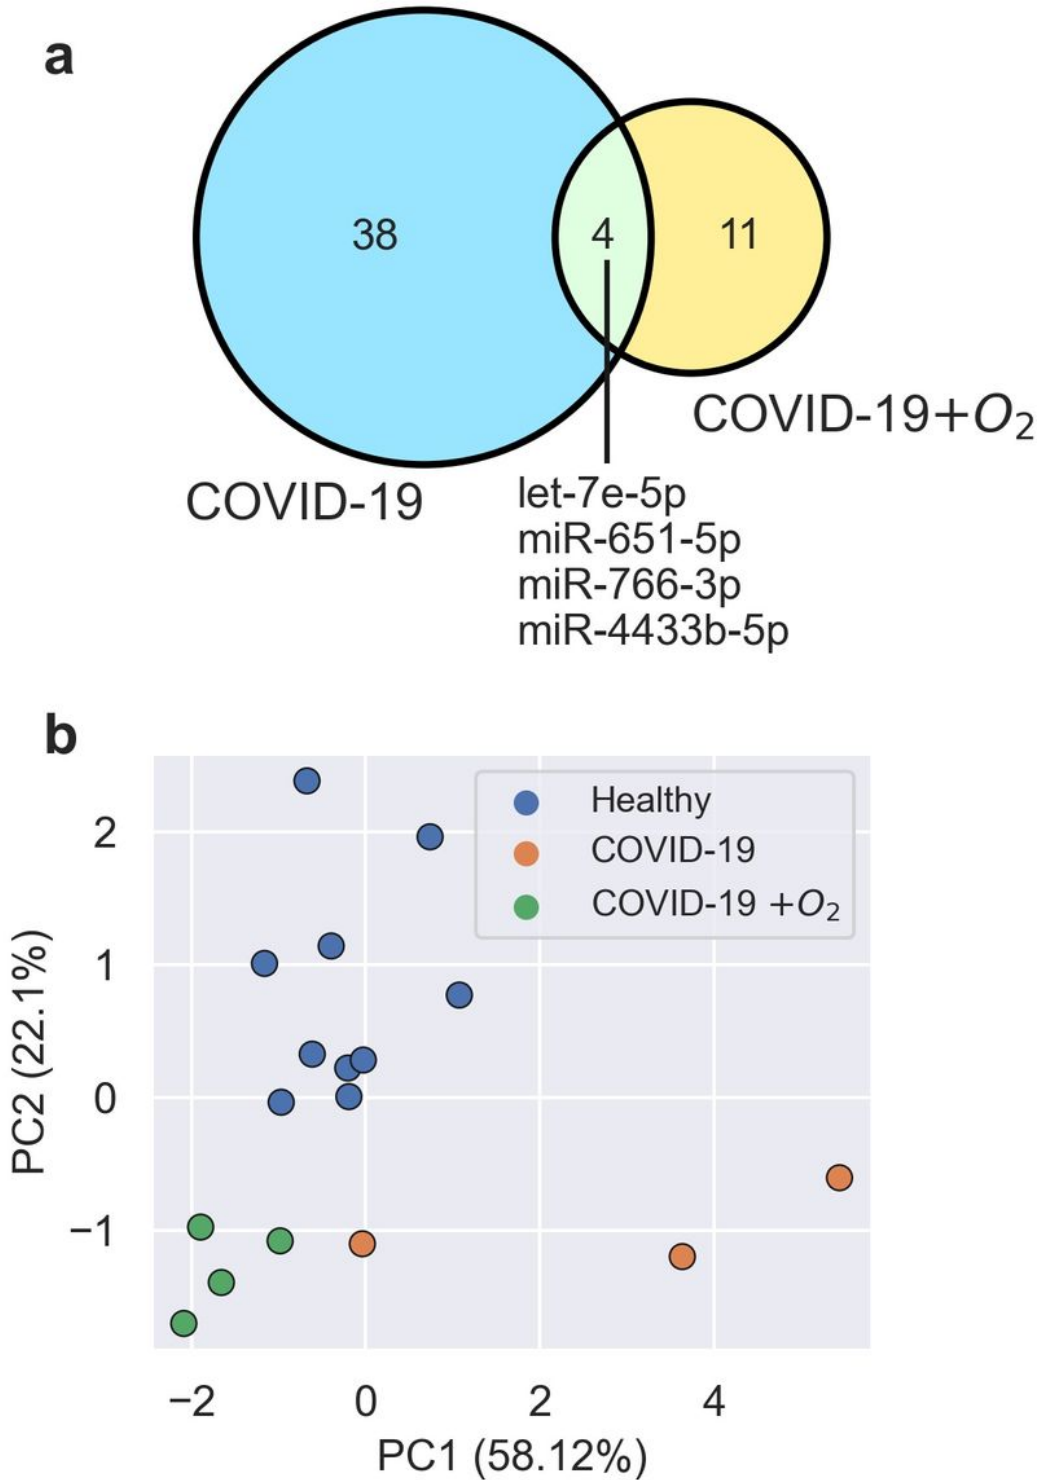 a
38
4
11
COVID-19+O₂
COVID-19
let-7e-5p
miR-651-5p
miR-766-3p
miR-4433b-5p
b
Healthy
COVID-19
COVID-19 +O₂
2
1
0
−1
PC2 (22.1%)
−2
0
2
4
PC1 (58.12%)